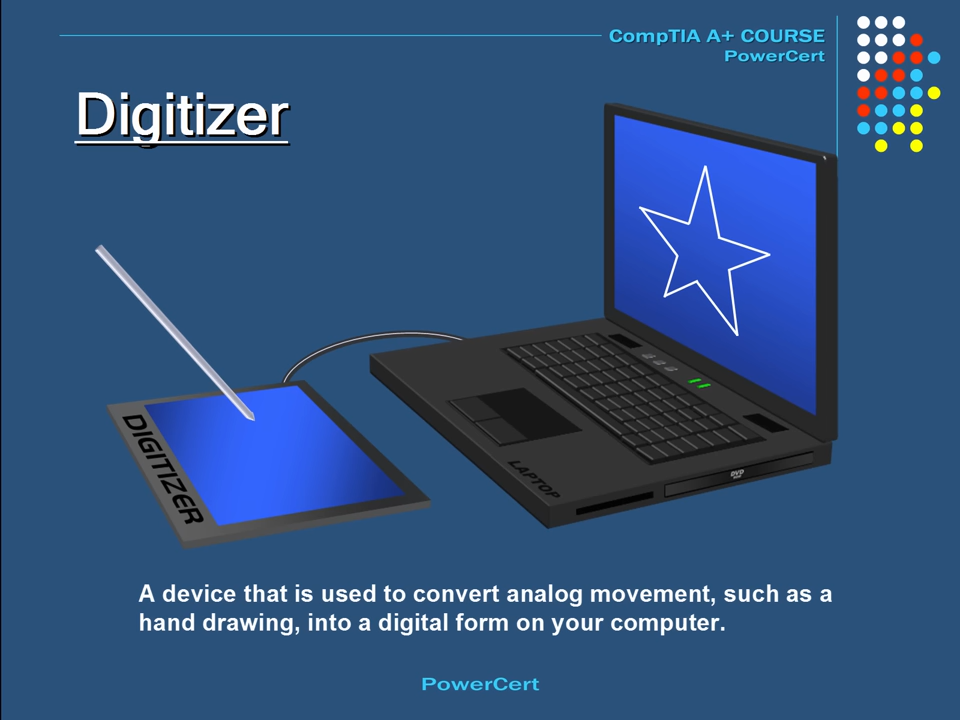 CompTIA A+ COURSE
PowerCert
Digitizer
DIGITIZER
LAPTOP
DVD
A device that is used to convert analog movement, such as a
hand drawing, into a digital form on your computer.
PowerCert